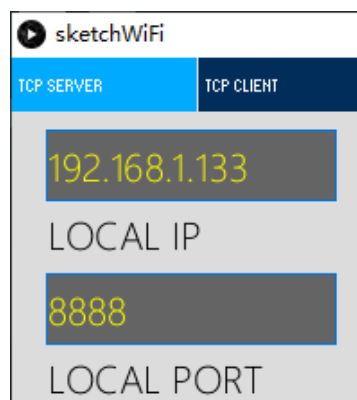 sketchWiFi
TCP SERVER TCP CLIENT
192.168.1.133
LOCAL IP
8888
LOCAL PORT